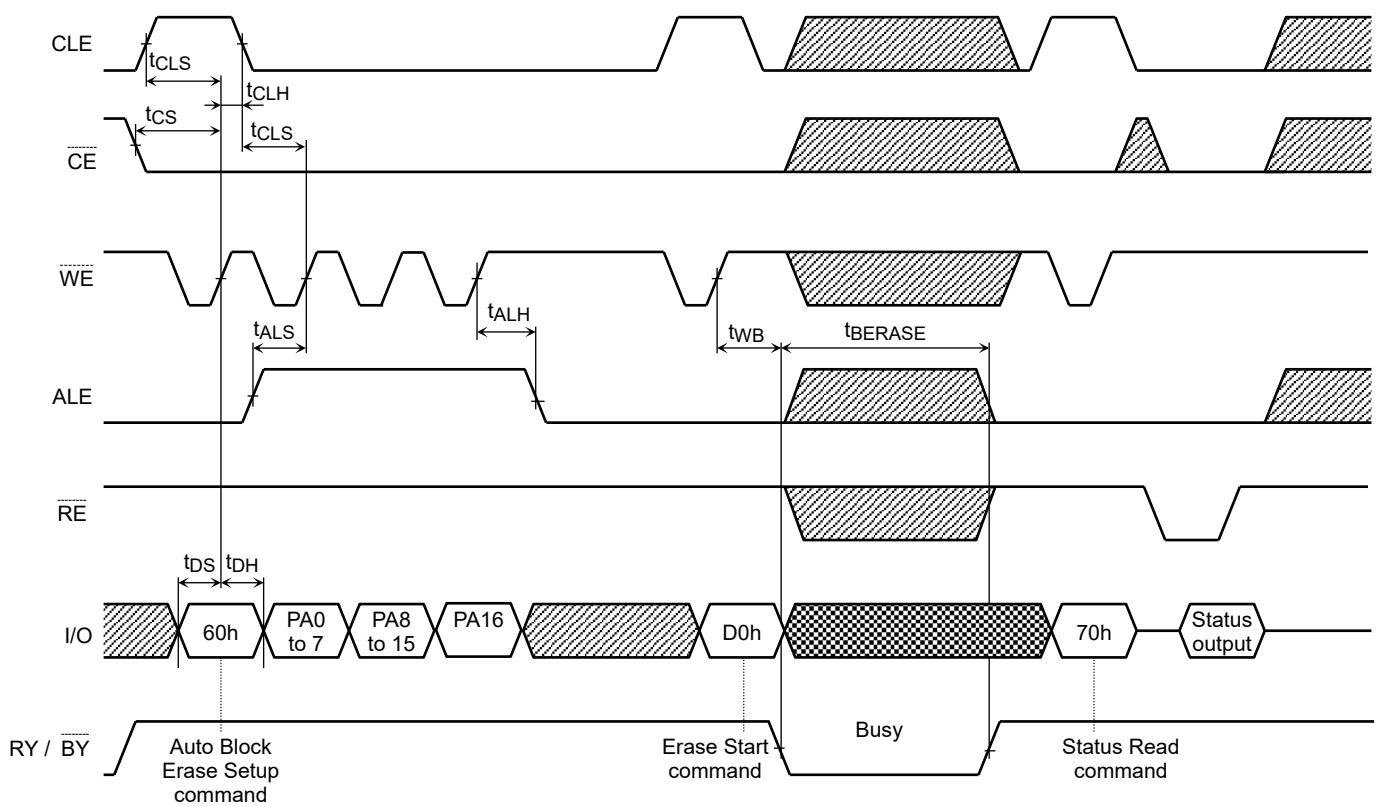 CLE
tCLS
tCLH
tCS
tCLS
CE
WE
tALS
tALH
tWB
tBERASE
ALE
RE
tDS
tDH
I/O
60h
PA0
to 7
PA8
to 15
PA16
D0h
70h
Status
output
RY / BY
Auto Block
Erase Setup
command
Erase Start
command
Busy
Status Read
command